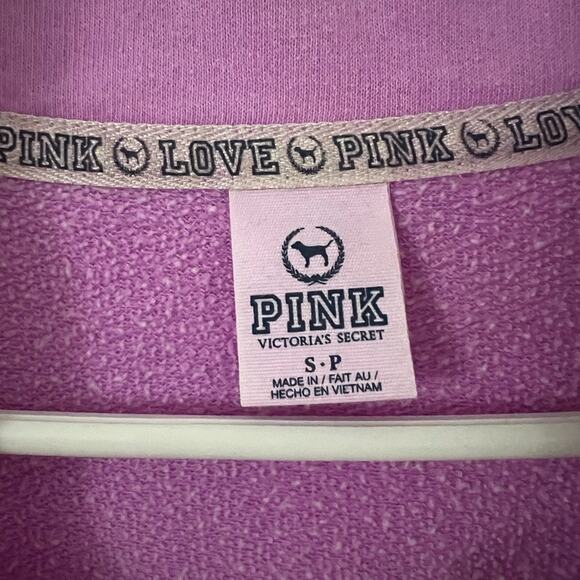 PINK LOVE PINK LOV
PINK
VICTORIA'S SECRET
S·P
MADE IN / FAIT AU /
HECHO EN VIETNAM